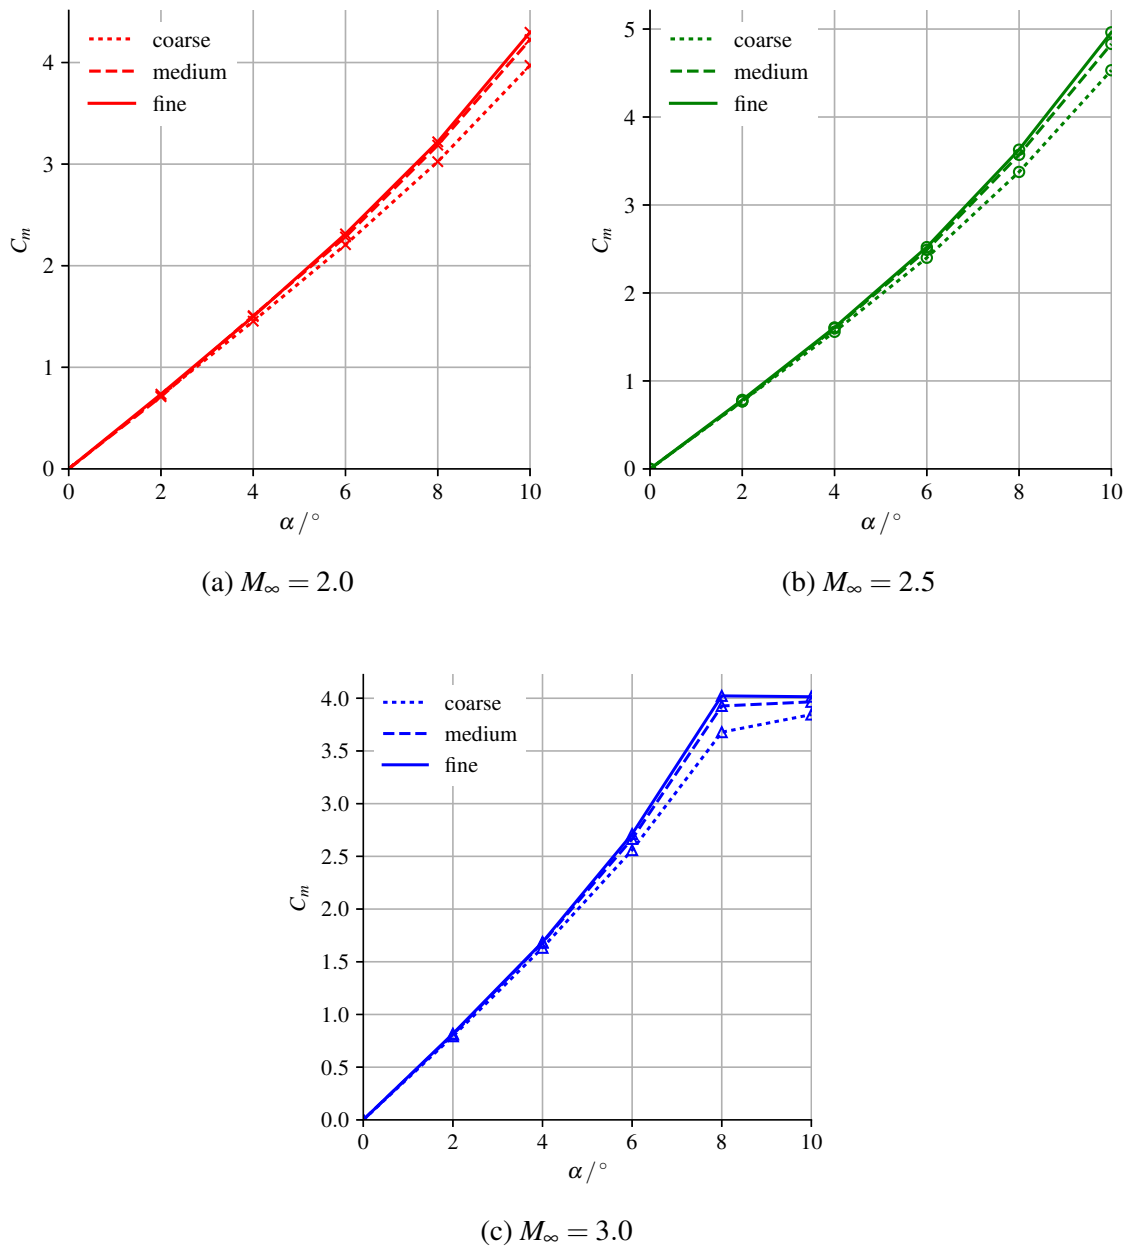 coarse
medium
fine
4
3
2
1
0
C_m
0 2 4 6 8 10
α/°
(a) M∞ = 2.0
coarse
medium
fine
5
4
3
2
1
0
C_m
0 2 4 6 8 10
α/°
(b) M∞ = 2.5
coarse
medium
fine
4.0
3.5
3.0
2.5
2.0
1.5
1.0
0.5
0.0
C_m
0 2 4 6 8 10
α/°
(c) M∞ = 3.0